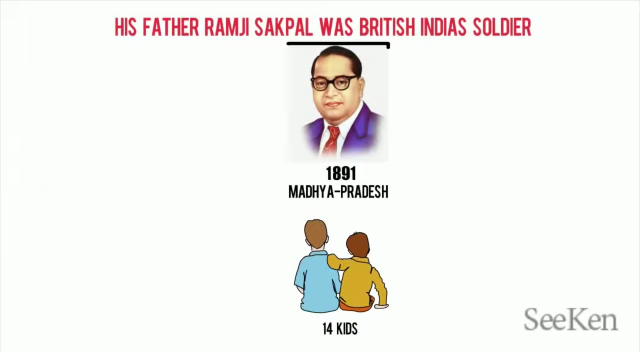 HIS FATHER RAMJI SAKPAL WAS BRITISH INDIAS SOLDIER
1891
MADHYA-PRADESH
14 KIDS
SeeKen